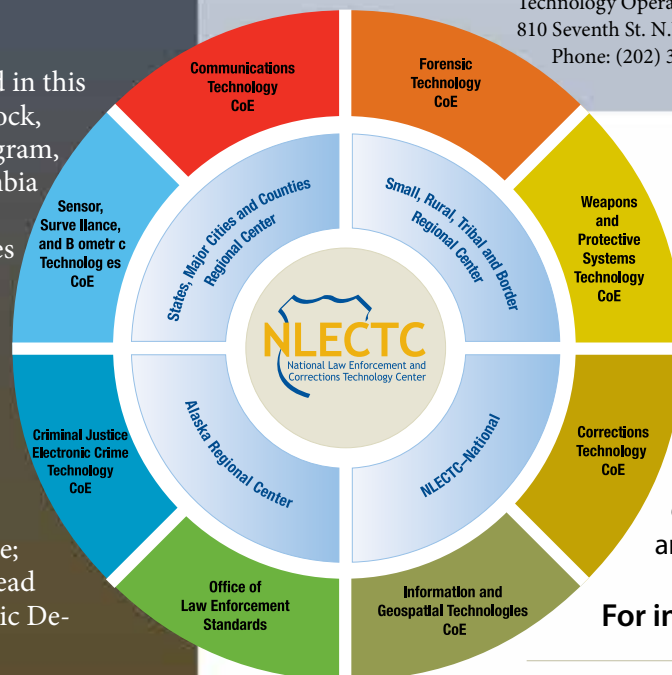 Technology Opera
810 Seventh St. N.
Phone: (202) 3
d in this
ock,
gram,
bia
es
e;
ead
ic De-
Communications
Technology
CoE
Forensic
Technology
CoE
Sensor,
Surve llance,
and B ometr c
Technolog es
CoE
Weapons
and
Protective
Systems
Technology
CoE
States, Major Cities and Counties
Regional Center
Small, Rural, Tribal and Border
Regional Center
NLECTC
National Law Enforcement and
Corrections Technology Center
Alaska Regional Center
NLECTC–National
Criminal Justice
Electronic Crime
Technology
CoE
Corrections
Technology
CoE
Office of
Law Enforcement
Standards
Information and
Geospatial Technologies
CoE
ar
For in